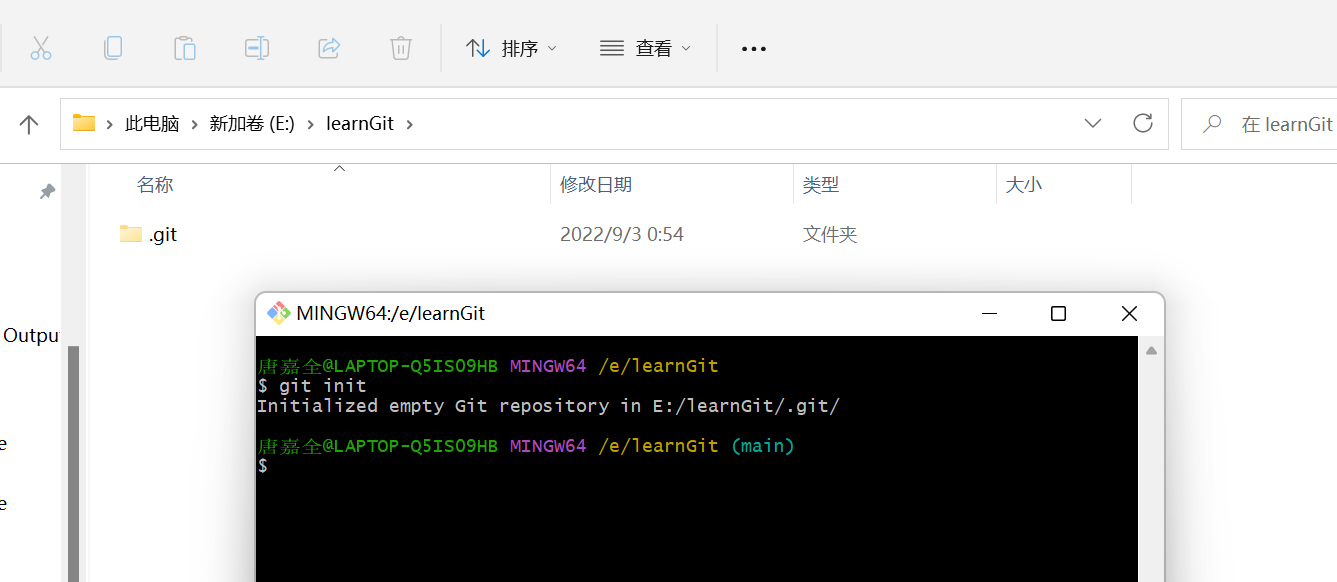 排序 查看
此电脑 新加卷 (E:) learnGit 在 learnGit
名称 修改日期 类型 大小
.git 2022/9/3 0:54 文件夹
MINGW64:/e/learnGit
Outpu
唐嘉全@LAPTOP-Q5IS09HB MINGW64 /e/learnGit
$ git init
Initialized empty Git repository in E:/learnGit/.git/
e
唐嘉全@LAPTOP-Q5IS09HB MINGW64 /e/learnGit (main)
$
e